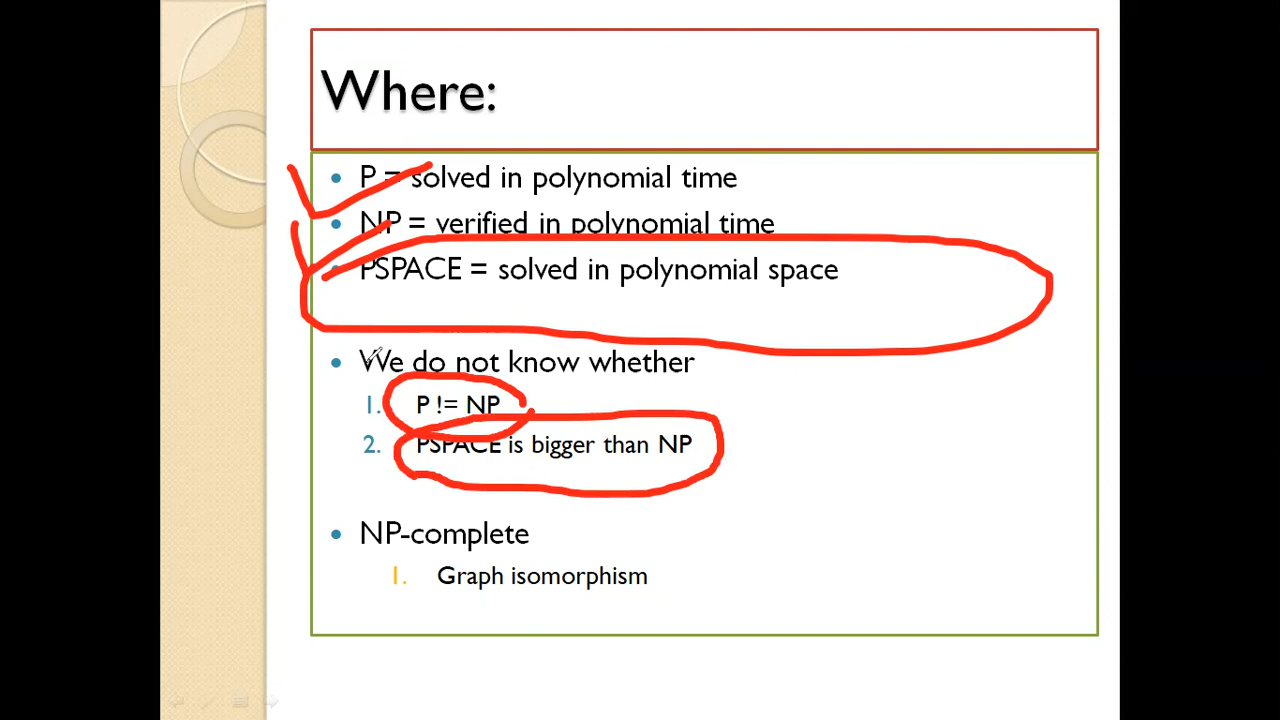 Where:
• P = solved in polynomial time
• NP = verified in polynomial time
• PSPACE = solved in polynomial space
• We do not know whether
1. P != NP
2. PSPACE is bigger than NP
• NP-complete
1. Graph isomorphism